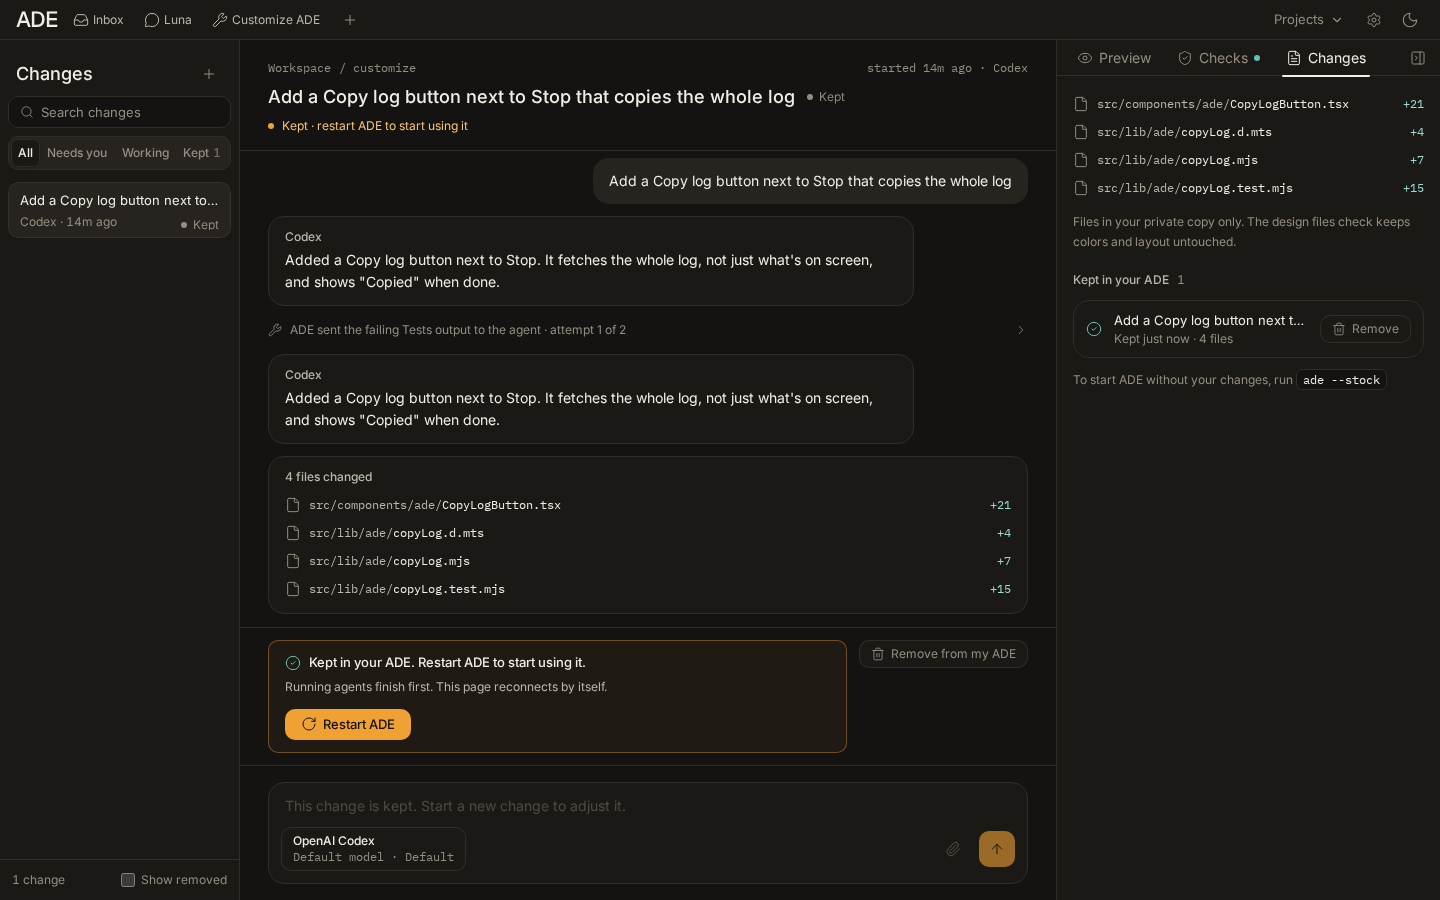 ADE
Inbox
Luna
Customize ADE
Projects
Changes
Search changes
All
Needs you
Working
Kept 1
Add a Copy log button next to...
Codex · 14m ago
Kept
1 change
Show removed
Workspace / customize
started 14m ago · Codex
Add a Copy log button next to Stop that copies the whole log
Kept
Kept · restart ADE to start using it
Add a Copy log button next to Stop that copies the whole log
Codex
Added a Copy log button next to Stop. It fetches the whole log, not just what's on screen,
and shows "Copied" when done.
ADE sent the failing Tests output to the agent · attempt 1 of 2
Codex
Added a Copy log button next to Stop. It fetches the whole log, not just what's on screen,
and shows "Copied" when done.
4 files changed
src/components/ade/CopyLogButton.tsx +21
src/lib/ade/copyLog.d.mts +4
src/lib/ade/copyLog.mjs +7
src/lib/ade/copyLog.test.mjs +15
Kept in your ADE. Restart ADE to start using it.
Running agents finish first. This page reconnects by itself.
Restart ADE
Remove from my ADE
This change is kept. Start a new change to adjust it.
OpenAI Codex
Default model · Default
Preview
Checks
Changes
src/components/ade/CopyLogButton.tsx +21
src/lib/ade/copyLog.d.mts +4
src/lib/ade/copyLog.mjs +7
src/lib/ade/copyLog.test.mjs +15
Files in your private copy only. The design files check keeps
colors and layout untouched.
Kept in your ADE 1
Add a Copy log button next t...
Kept just now · 4 files
Remove
To start ADE without your changes, run ade --stock